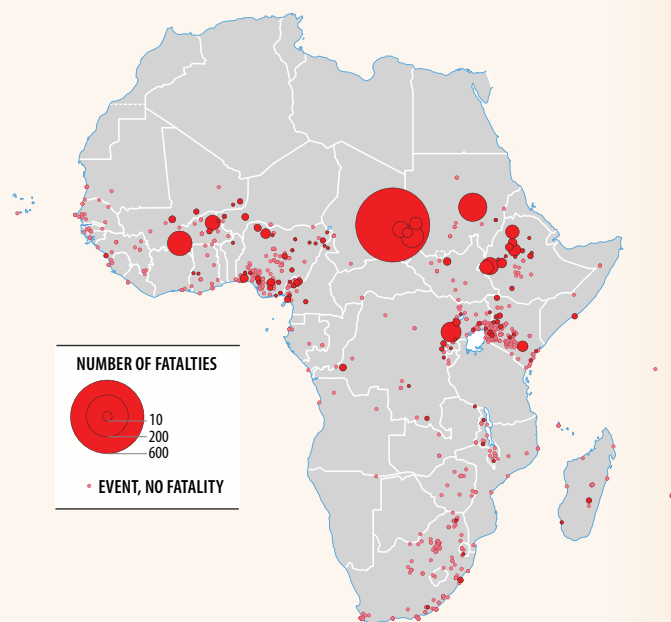 NUMBER OF FATALTIES
10
200
600
EVENT, NO FATALITY